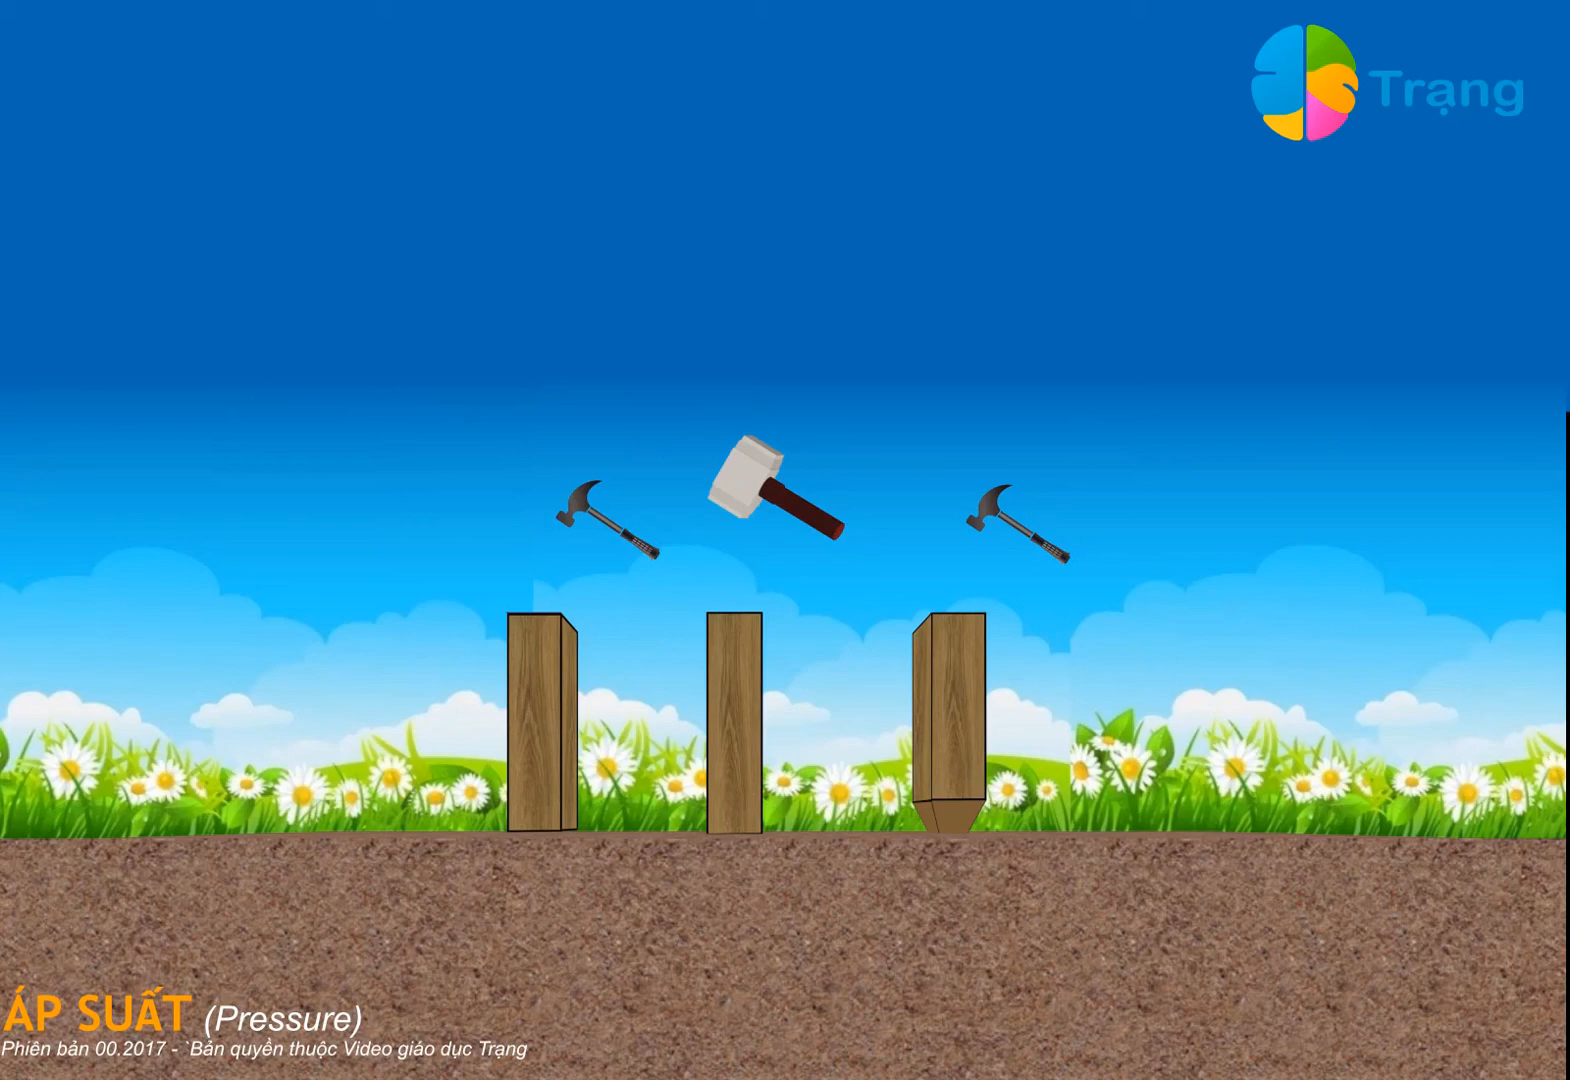 Trạng
ÁP SUẤT (Pressure)
Phiên bản 00.2017 - `Bản quyền thuộc Video giáo dục Trạng